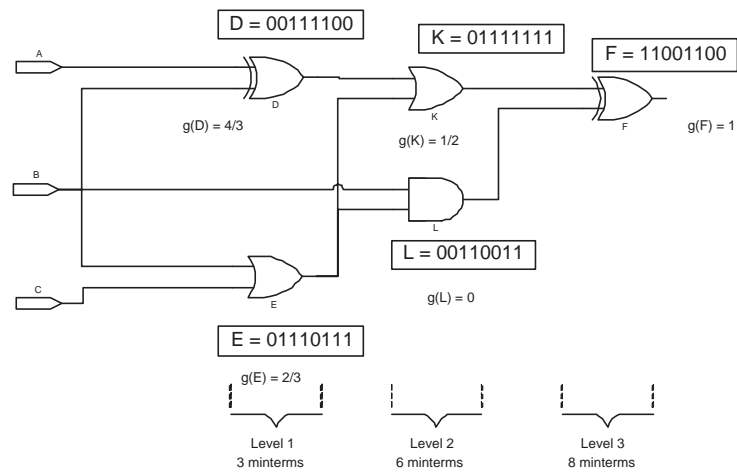 D = 00111100
K = 01111111
F = 11001100
A
D
K
F
g(D) = 4/3
g(K) = 1/2
g(F) = 1
B
L
L = 00110011
C
E
g(L) = 0
E = 01110111
g(E) = 2/3
Level 1
3 minterms
Level 2
6 minterms
Level 3
8 minterms